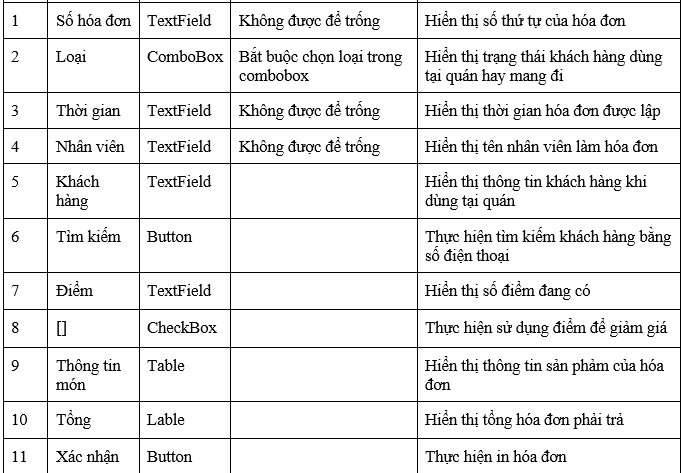 1 Số hóa đơn TextField Không được để trống Hiển thị số thứ tự của hóa đơn
2 Loại ComboBox Bắt buộc chọn loại trong Hiển thị trạng thái khách hàng dùng
combobox tại quán hay mang đi
3 Thời gian TextField Không được để trống Hiển thị thời gian hóa đơn được lập
4 Nhân viên TextField Không được để trống Hiển thị tên nhân viên làm hóa đơn
5 Khách TextField Hiển thị thông tin khách hàng khi
hàng dùng tại quán
6 Tìm kiếm Button Thực hiện tìm kiếm khách hàng bằng
số điện thoại
7 Điểm TextField Hiển thị số điểm đang có
8 [] CheckBox Thực hiện sử dụng điểm để giảm giá
9 Thông tin Table Hiển thị thông tin sản phảm của hóa
món đơn
10 Tổng Lable Hiển thị tổng hóa đơn phải trả
11 Xác nhận Button Thực hiện in hóa đơn